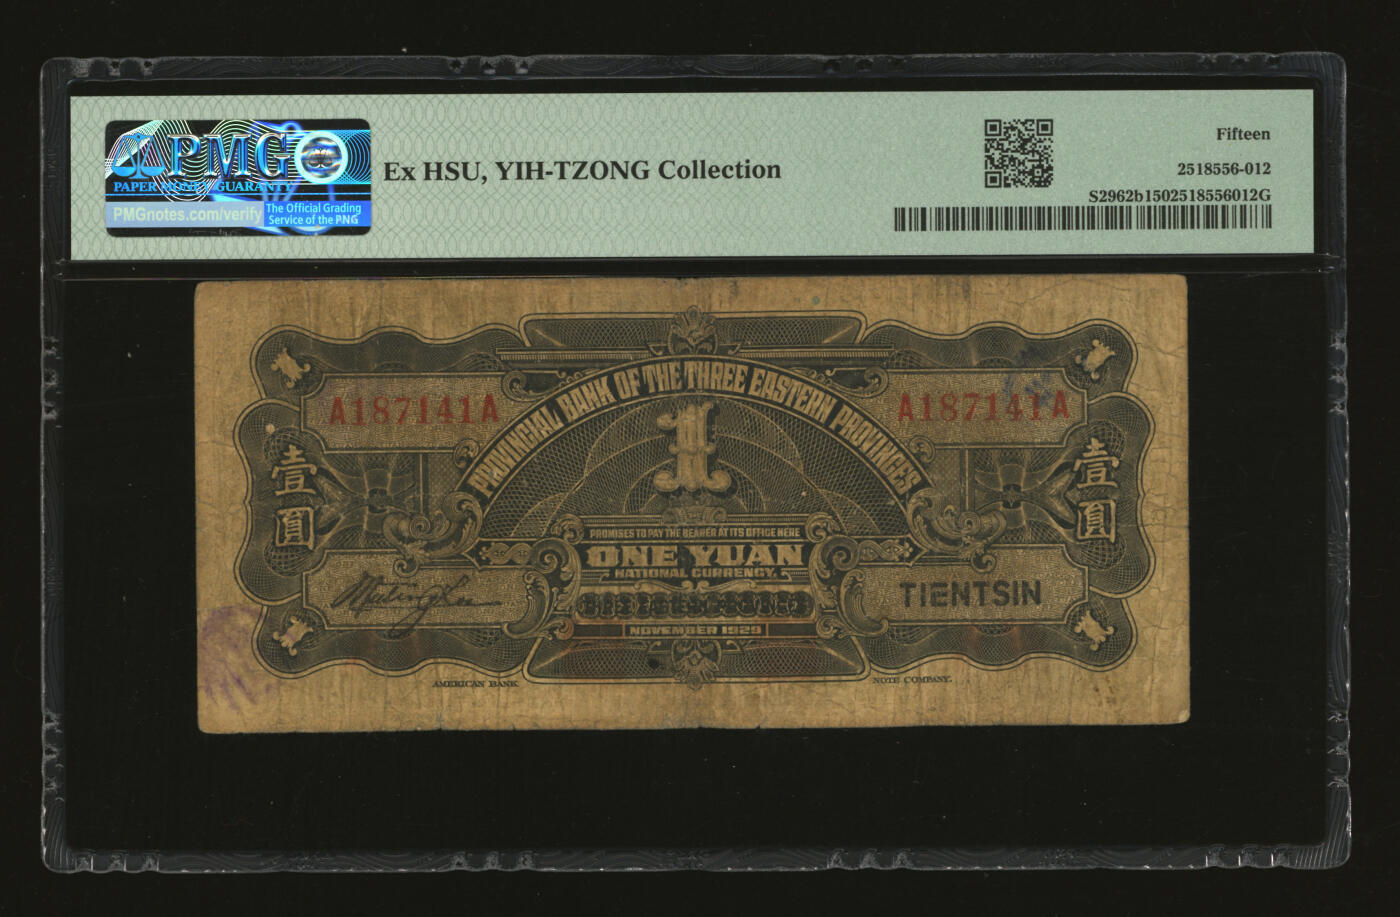 PMG
PAPER MONEY GUARANTY
PMGnotes.com/verify
The Official Grading
Service of the PNG
Ex HSU, YIH-TZONG Collection
Fifteen
2518556-012
S2962b1502518556012G
PROVINCIAL BANK OF THE THREE EASTERN PROVINCES
A187141A
A187141A
1
壹圓
壹圓
PROMISES TO PAY THE BEARER AT ITS OFFICE HERE
ONE YUAN
NATIONAL CURRENCY.
TIENTSIN
NOVEMBER 1929
AMERICAN BANK
NOTE COMPANY.